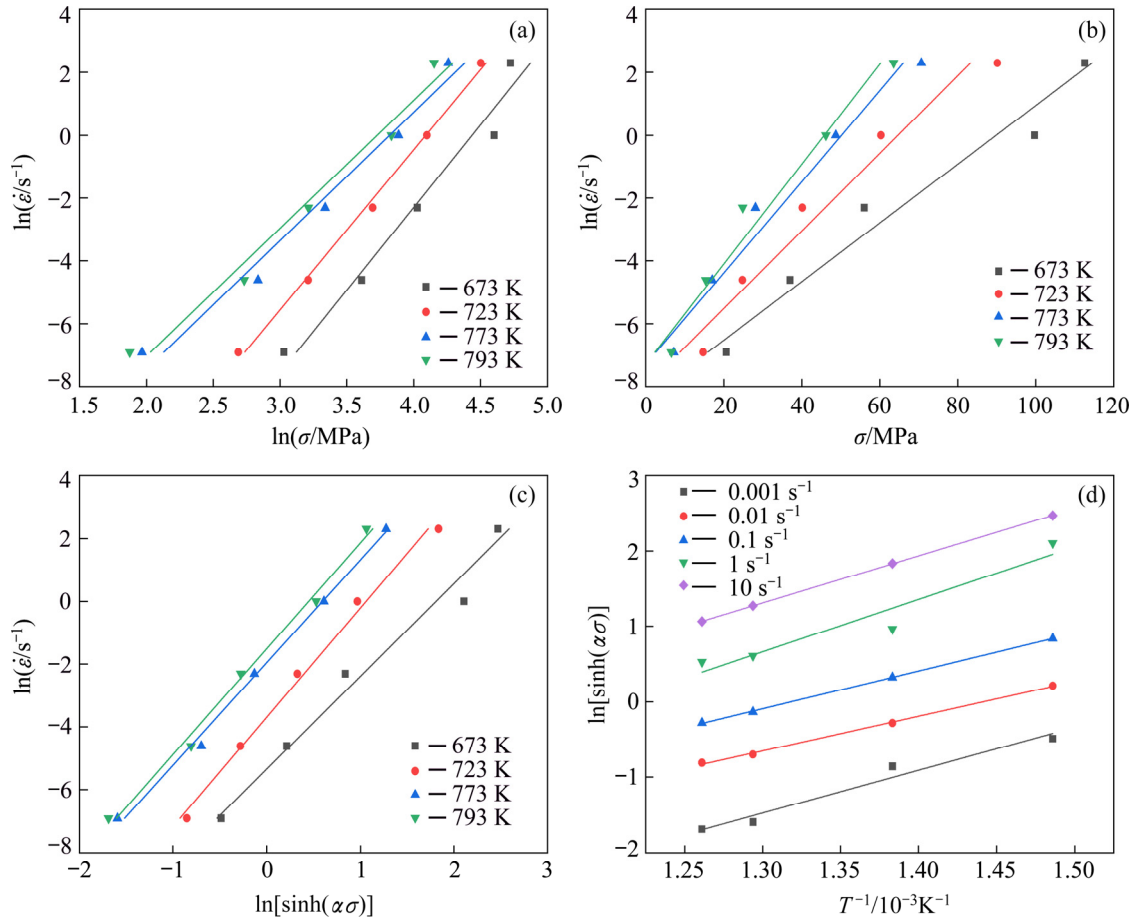 (a)
4
2
0
−2
−4
−6
−8
ln(ε̇/s⁻¹)
673 K
723 K
773 K
793 K
1.5 2.0 2.5 3.0 3.5 4.0 4.5 5.0
ln(σ/MPa)
(b)
4
2
0
−2
−4
−6
−8
ln(ε̇/s⁻¹)
673 K
723 K
773 K
793 K
0 20 40 60 80 100 120
σ/MPa
(c)
4
2
0
−2
−4
−6
−8
ln(ε̇/s⁻¹)
673 K
723 K
773 K
793 K
−2 −1 0 1 2 3
ln[sinh(ασ)]
(d)
3
2
1
0
−1
−2
ln[sinh(ασ)]
0.001 s⁻¹
0.01 s⁻¹
0.1 s⁻¹
1 s⁻¹
10 s⁻¹
1.25 1.30 1.35 1.40 1.45 1.50
T⁻¹/10⁻³K⁻¹